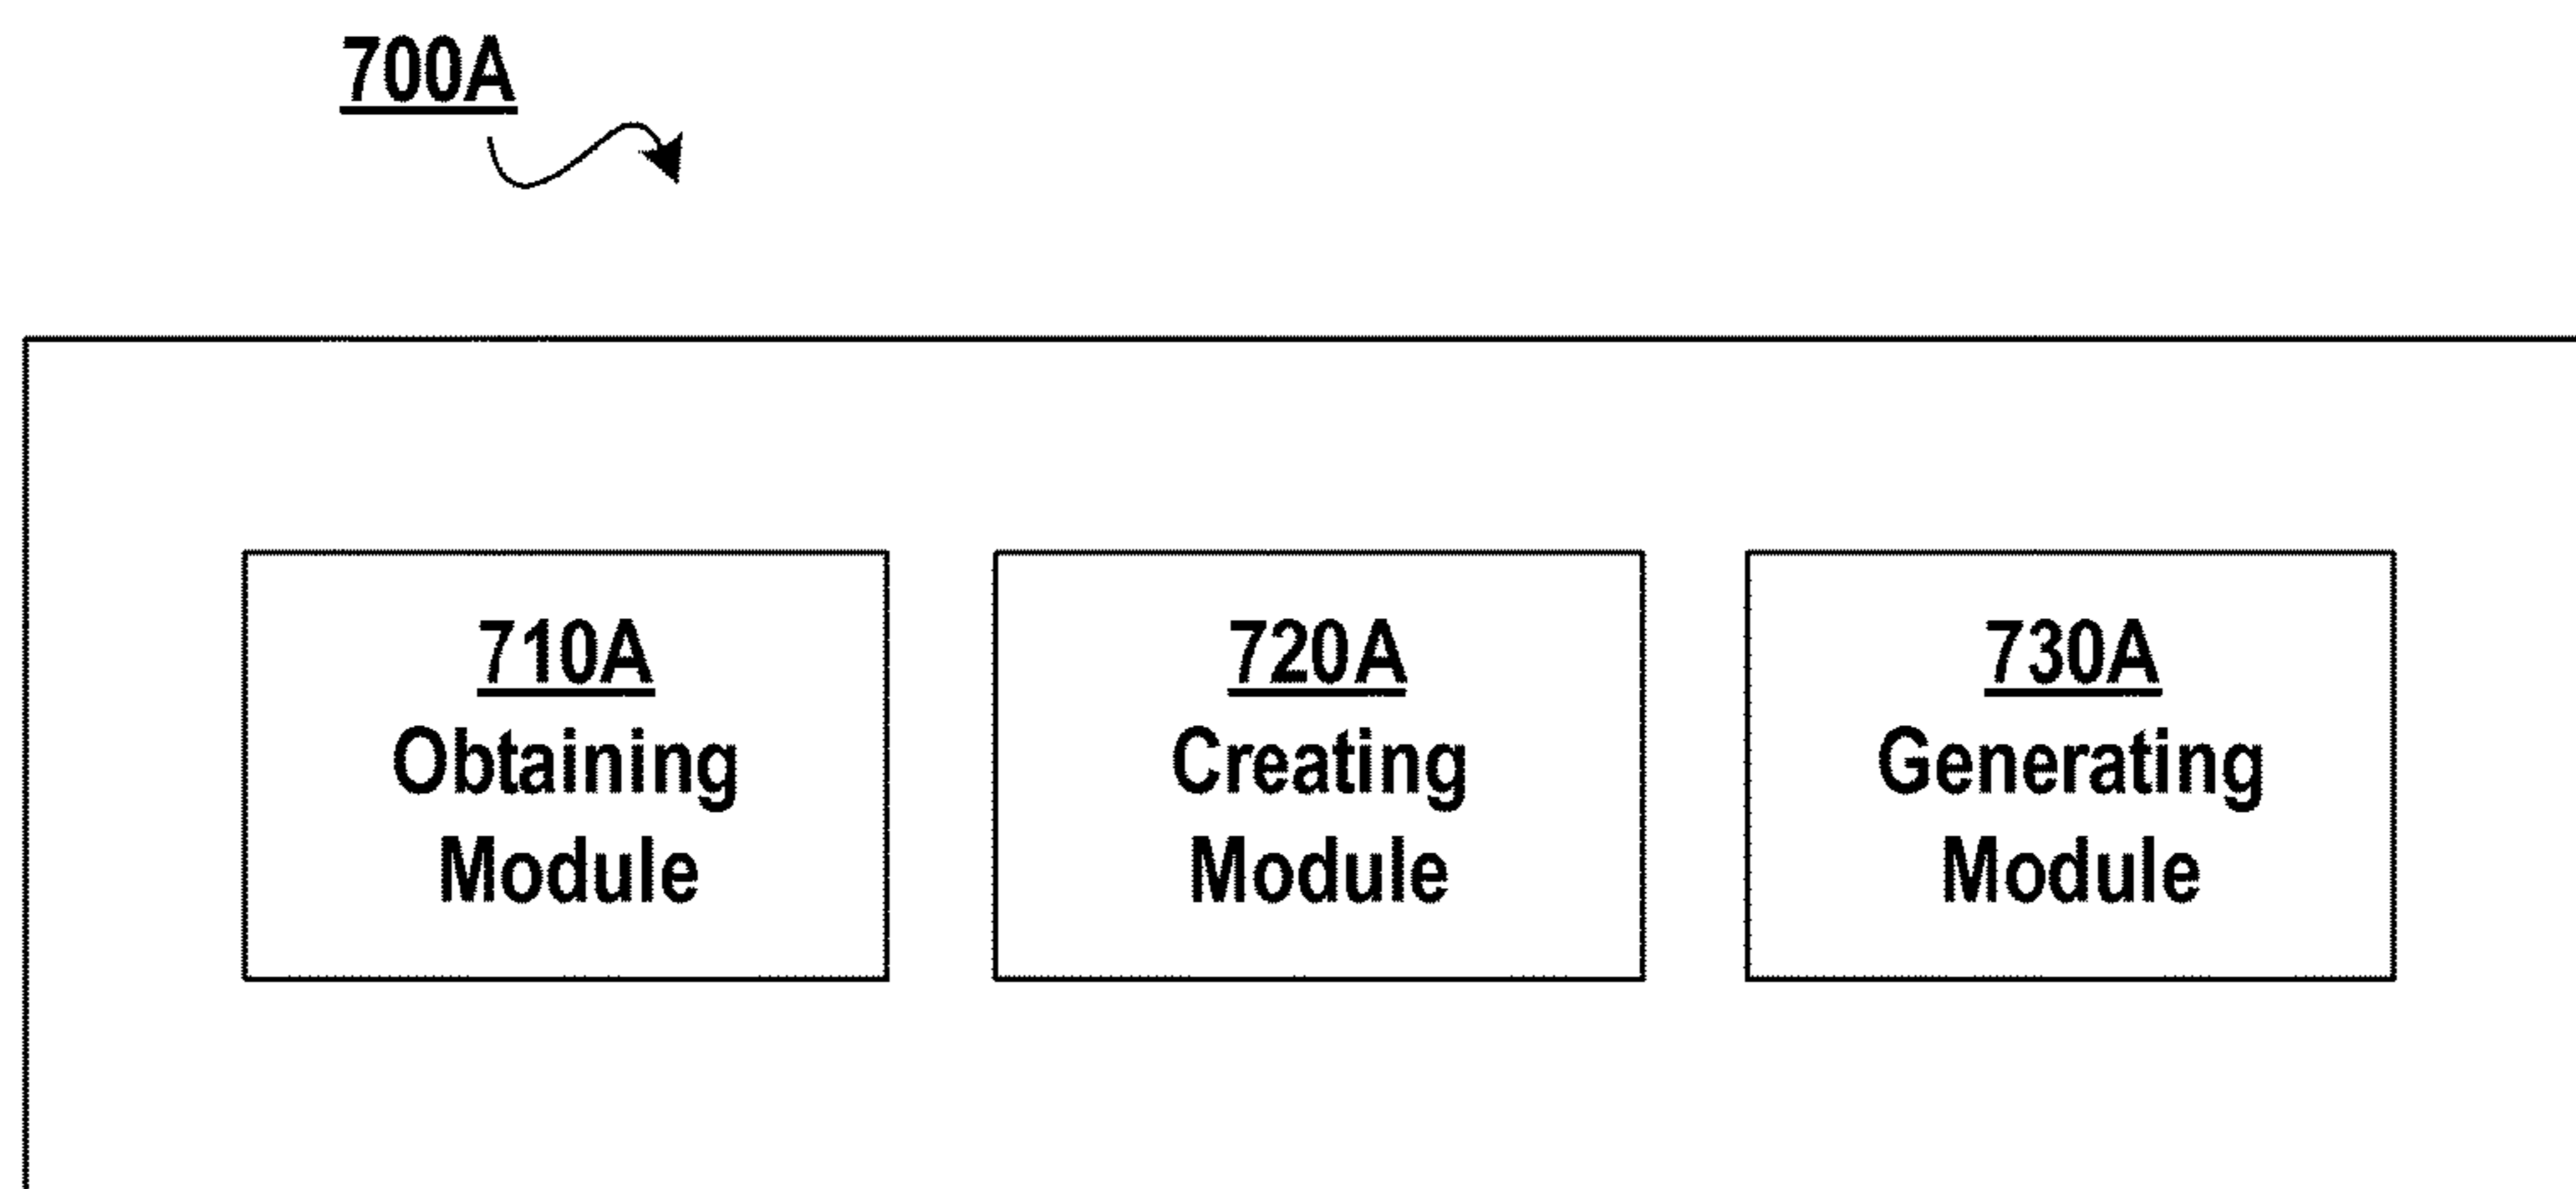 700A
710A
Obtaining
Module
720A
Creating
Module
730A
Generating
Module